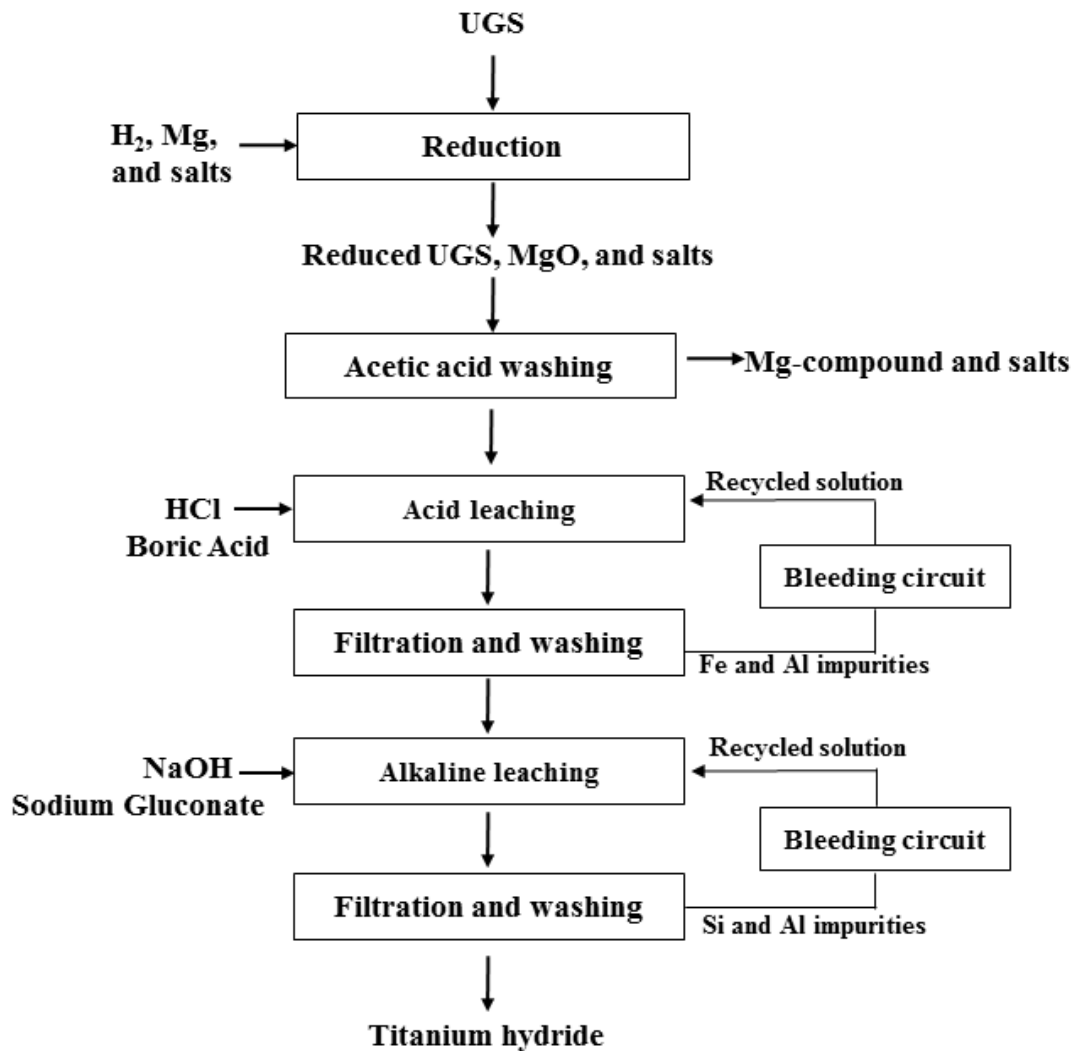 UGS
H₂, Mg,
and salts
Reduction
Reduced UGS, MgO, and salts
Acetic acid washing
Mg-compound and salts
Recycled solution
HCl
Boric Acid
Acid leaching
Bleeding circuit
Filtration and washing
Fe and Al impurities
Recycled solution
NaOH
Sodium Gluconate
Alkaline leaching
Bleeding circuit
Filtration and washing
Si and Al impurities
Titanium hydride